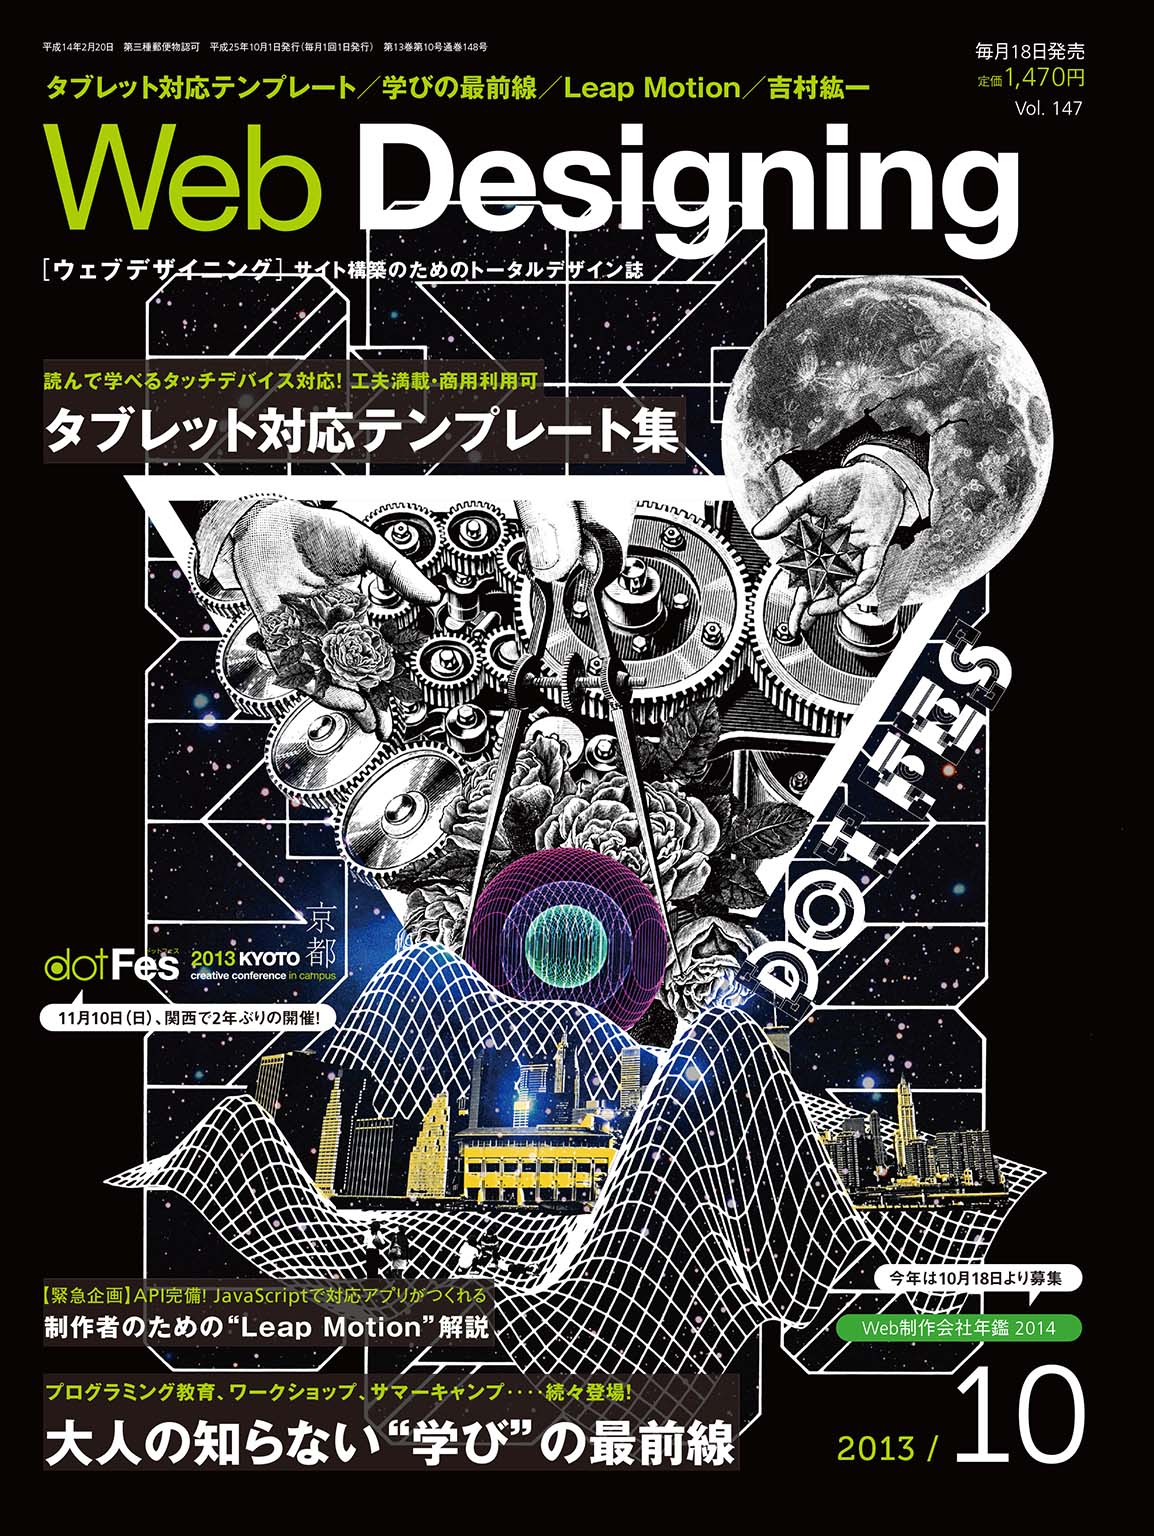 平成14年2月20日　第三種郵便物認可　平成25年10月1日発行(毎月1回1日発行)　第13巻第10号通巻148号
毎月18日発売
定価1,470円
Vol. 147
タブレット対応テンプレート／学びの最前線／Leap Motion／吉村紘一
Web Designing
[ウェブデザイニング] サイト構築のためのトータルデザイン誌
読んで学べるタッチデバイス対応! 工夫満載・商用利用可
タブレット対応テンプレート集
DOT FES
dotFes ドットフェス 2013 KYOTO 京都
creative conference in campus
11月10日(日)、関西で2年ぶりの開催!
今年は10月18日より募集
Web制作会社年鑑 2014
【緊急企画】API完備! JavaScriptで対応アプリがつくれる
制作者のための“Leap Motion”解説
プログラミング教育、ワークショップ、サマーキャンプ‥‥続々登場!
大人の知らない“学び”の最前線
2013 / 10